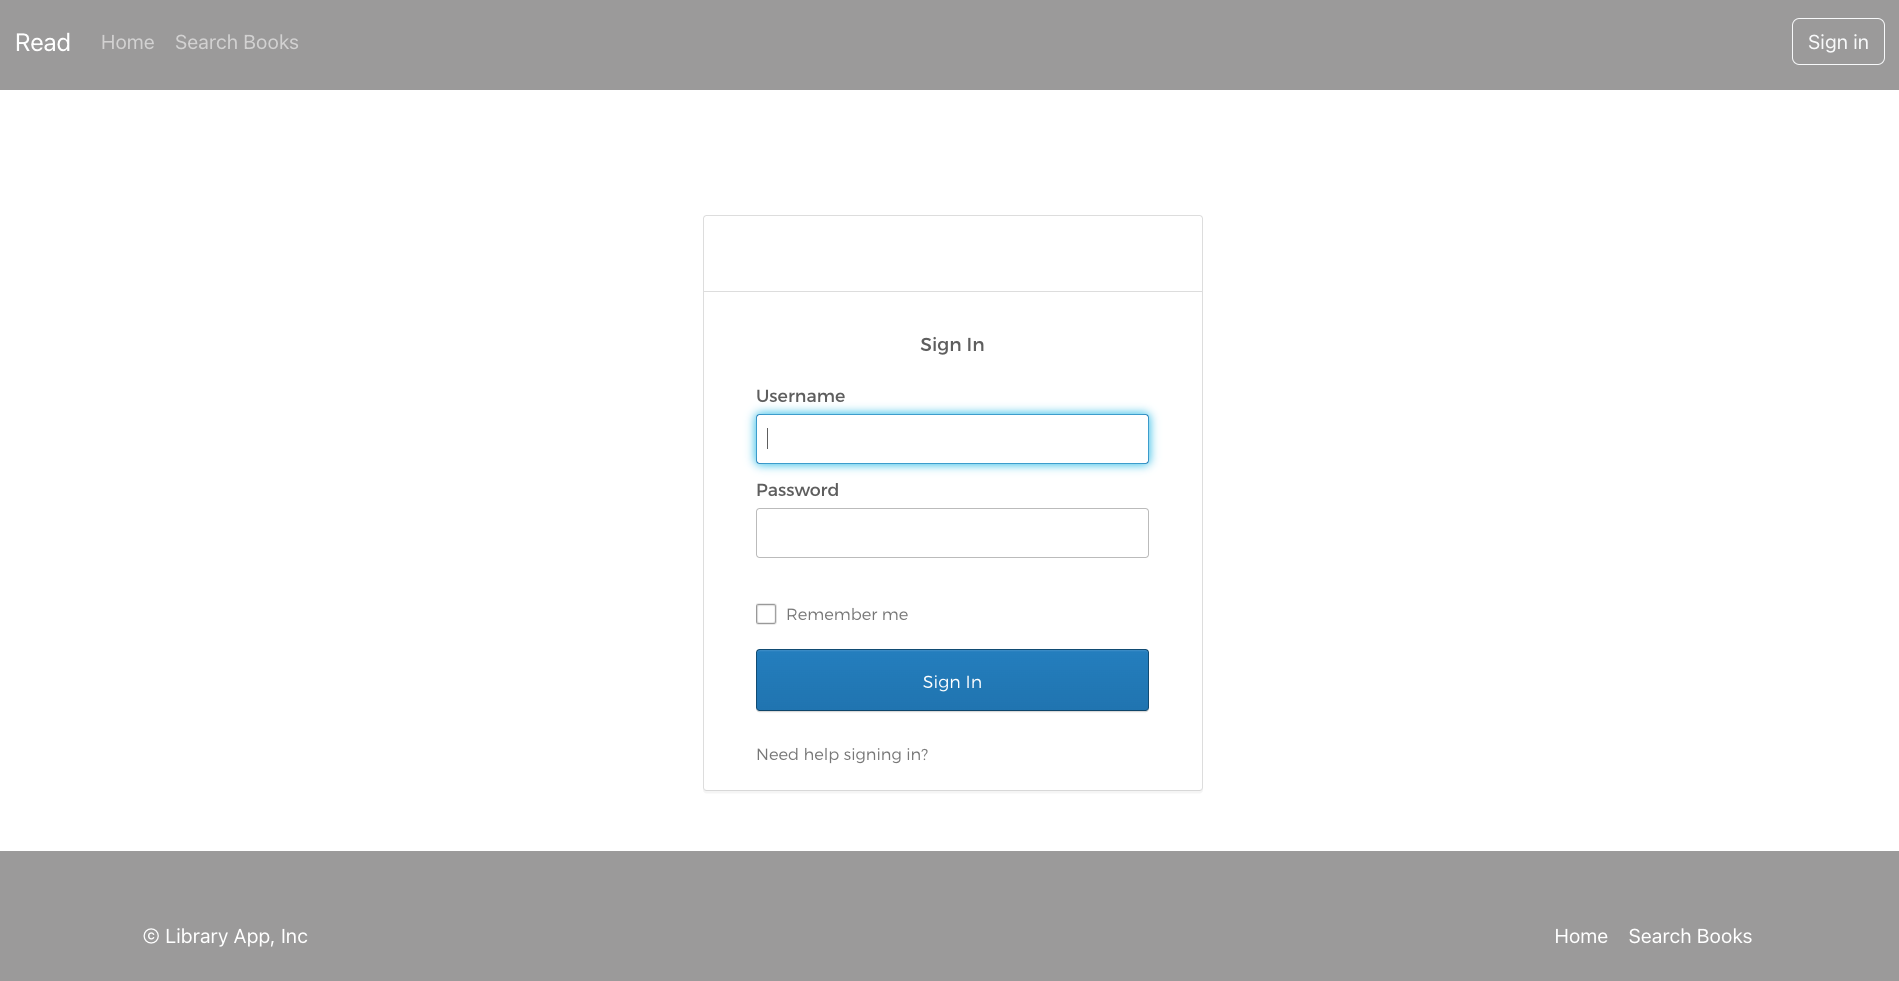 Read Home Search Books Sign in
Sign In
Username
Password
Remember me
Sign In
Need help signing in?
© Library App, Inc Home Search Books